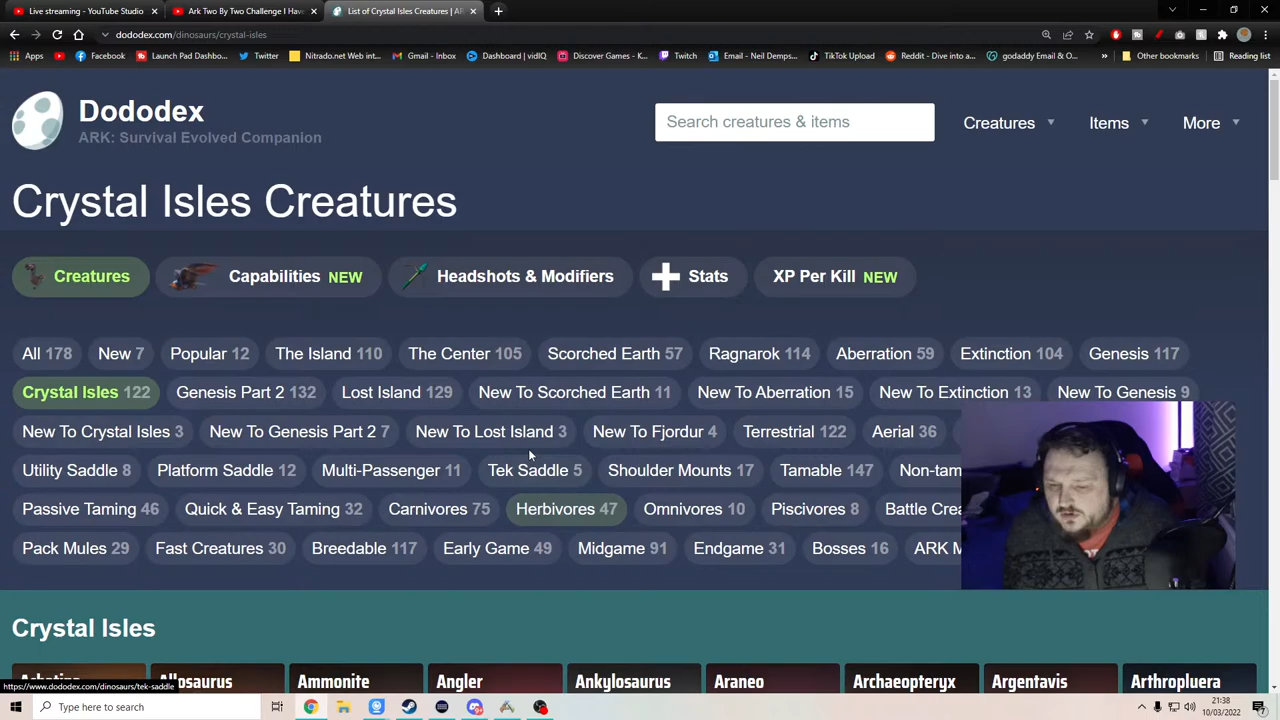 Live streaming - YouTube Studio
Ark Two By Two Challenge I Hav
List of Crystal Isles Creatures | AR
dododex.com/dinosaurs/crystal-isles
Apps
Facebook
Launch Pad Dashbo...
Twitter
Nitrado.net Web int...
Gmail - Inbox
Dashboard | vidIQ
Discover Games - K...
Twitch
Email - Neil Demps...
TikTok Upload
Reddit - Dive into a...
godaddy Email & O...
Other bookmarks
Reading list
Dododex
ARK: Survival Evolved Companion
Search creatures & items
Creatures
Items
More
Crystal Isles Creatures
Creatures
Capabilities NEW
Headshots & Modifiers
Stats
XP Per Kill NEW
All 178 New 7 Popular 12 The Island 110 The Center 105 Scorched Earth 57 Ragnarok 114 Aberration 59 Extinction 104 Genesis 117
Crystal Isles 122 Genesis Part 2 132 Lost Island 129 New To Scorched Earth 11 New To Aberration 15 New To Extinction 13 New To Genesis 9
New To Crystal Isles 3 New To Genesis Part 2 7 New To Lost Island 3 New To Fjordur 4 Terrestrial 122 Aerial 36
Utility Saddle 8 Platform Saddle 12 Multi-Passenger 11 Tek Saddle 5 Shoulder Mounts 17 Tamable 147 Non-tam
Passive Taming 46 Quick & Easy Taming 32 Carnivores 75 Herbivores 47 Omnivores 10 Piscivores 8 Battle Crea
Pack Mules 29 Fast Creatures 30 Breedable 117 Early Game 49 Midgame 91 Endgame 31 Bosses 16 ARK M
Crystal Isles
Allosaurus Ammonite Angler Ankylosaurus Araneo Archaeopteryx Argentavis Arthropluera
https://www.dododex.com/dinosaurs/tek-saddle
Type here to search
21:38
10/03/2022